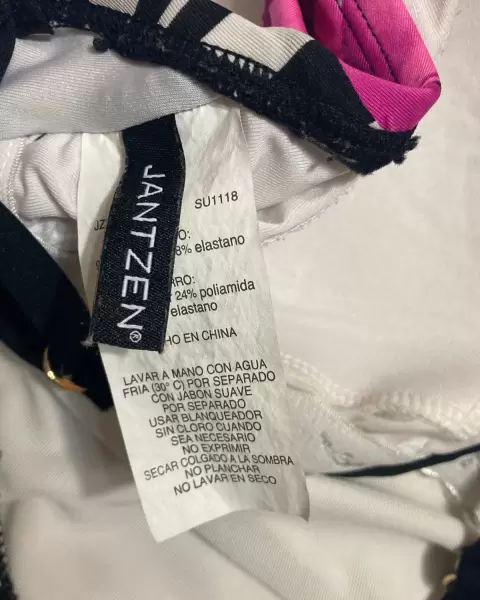 JANTZEN®
SU1118
JZ
O:
8% elastano
RO:
24% poliamida
elastano
HO EN CHINA
LAVAR A MANO CON AGUA
FRIA (30° C) POR SEPARADO
CON JABON SUAVE
POR SEPARADO
USAR BLANQUEADOR
SIN CLORO CUANDO
SEA NECESARIO
NO EXPRIMIR
SECAR COLGADO A LA SOMBRA
NO PLANCHAR
NO LAVAR EN SECO